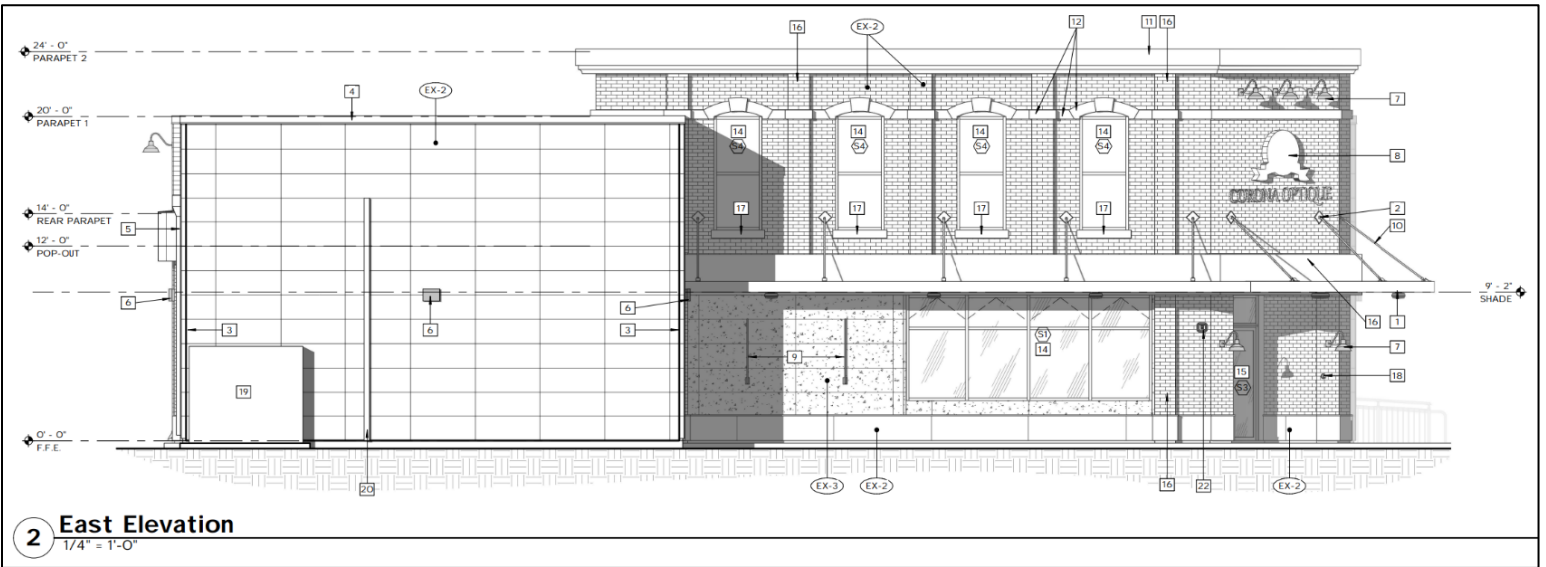 16
EX-2
12
11
16
24' - 0"
PARAPET 2
4
EX-2
7
20' - 0"
PARAPET 1
14
S4
14
S4
14
S4
14
S4
8
CORONA OPTIQUE
14' - 0"
REAR PARAPET
17
17
17
17
2
5
10
12' - 0"
POP-OUT
9' - 2"
SHADE
6
6
6
3
3
16
1
S1
14
7
9
15
S3
18
19
0' - 0"
F.F.E.
20
EX-3
EX-2
16
22
EX-2
2
East Elevation
1/4" = 1'-0"